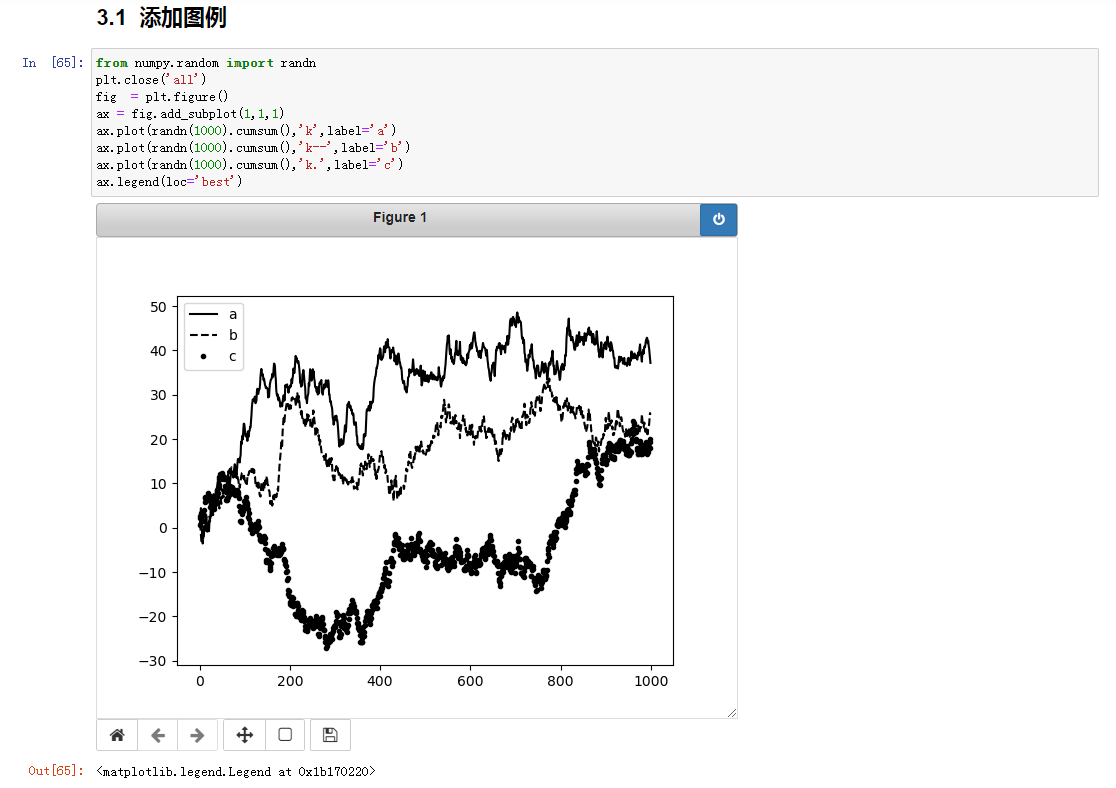 3.1 添加图例
In [65]:
from numpy.random import randn
plt.close('all')
fig = plt.figure()
ax = fig.add_subplot(1,1,1)
ax.plot(randn(1000).cumsum(),'k',label='a')
ax.plot(randn(1000).cumsum(),'k--',label='b')
ax.plot(randn(1000).cumsum(),'k.',label='c')
ax.legend(loc='best')
Figure 1
50
40
30
20
10
0
−10
−20
−30
a
b
c
0 200 400 600 800 1000
Out[65]: <matplotlib.legend.Legend at 0x1b170220>